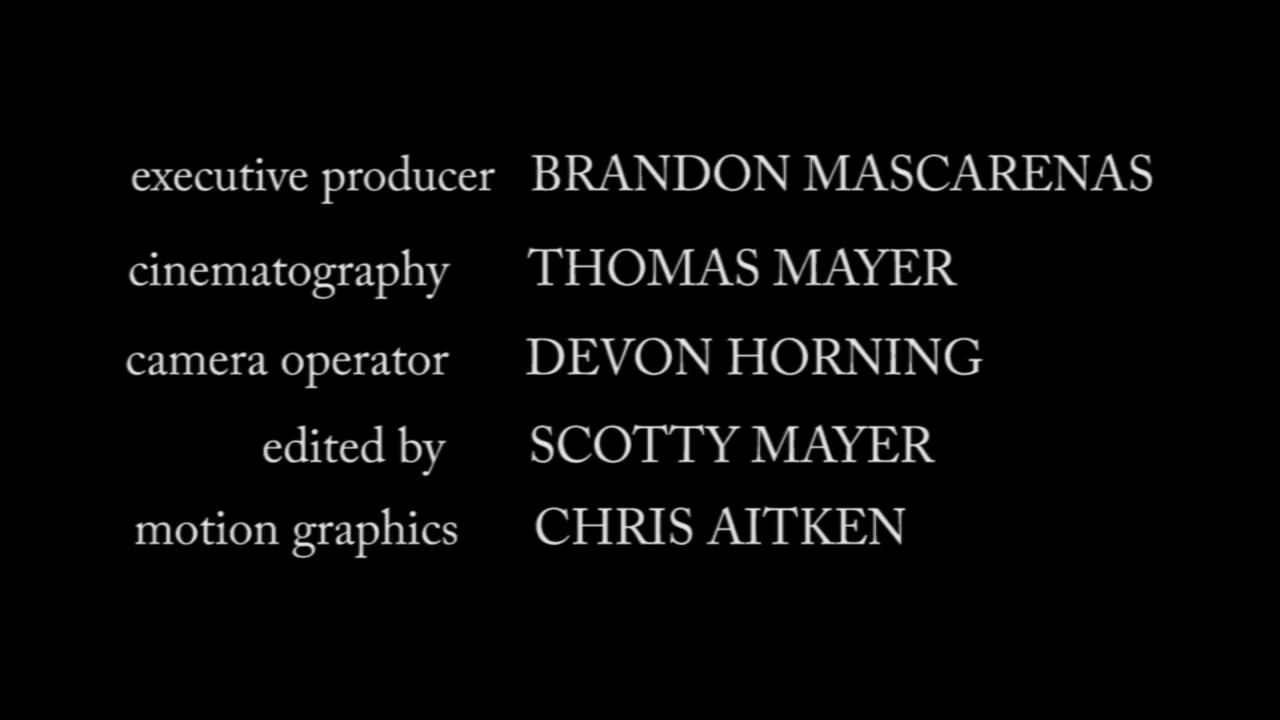 executive producer BRANDON MASCARENAS
cinematography THOMAS MAYER
camera operator DEVON HORNING
edited by SCOTTY MAYER
motion graphics CHRIS AITKEN